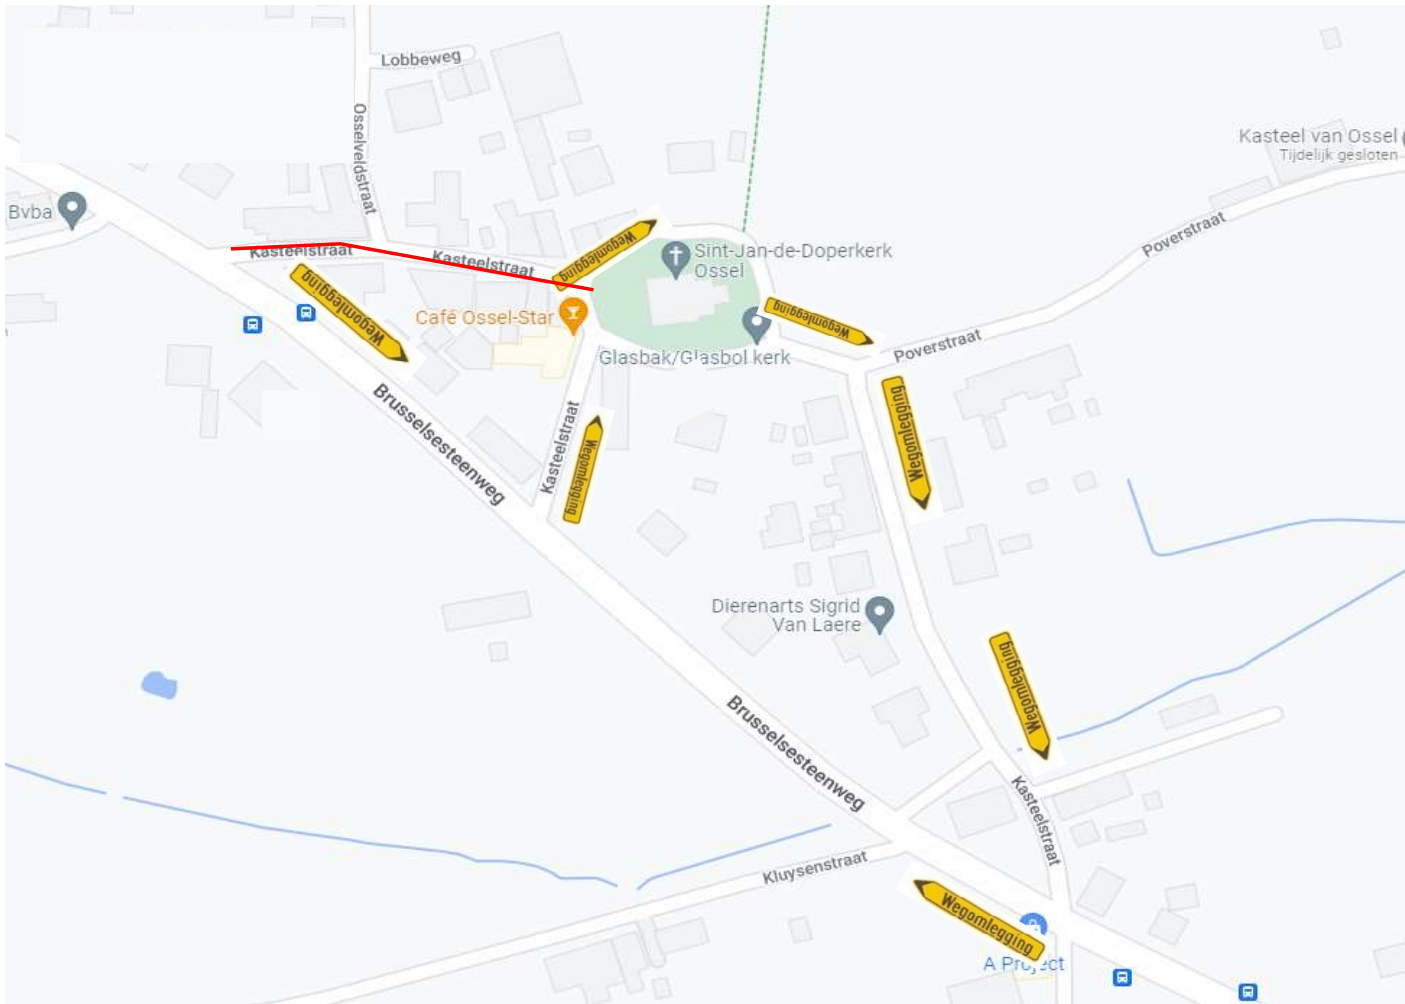 Lobbeweg
Osselveldstraat
Kasteel van Ossel
Tijdelijk gesloten
Bvba
Poverstraat
Kasteelstraat
Kasteelstraat
Wegomlegging
Sint-Jan-de-Doperkerk
Ossel
Wegomlegging
Café Ossel-Star
Wegomlegging
Poverstraat
Glasbak/Glasbol kerk
Brusselsesteenweg
Kasteelstraat
Wegomlegging
Wegomlegging
Dierenarts Sigrid
Van Laere
Wegomlegging
Brusselsesteenweg
Kasteelstraat
Kluysenstraat
Wegomlegging
A Project